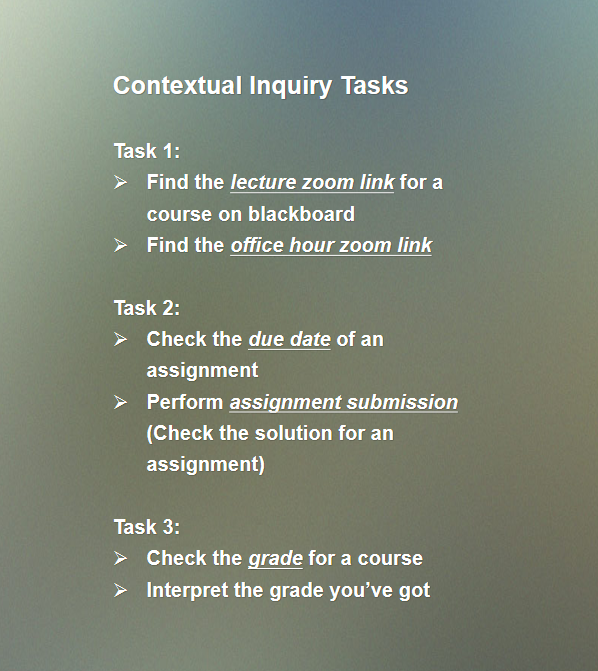 Contextual Inquiry Tasks
Task 1:
➢ Find the lecture zoom link for a
course on blackboard
➢ Find the office hour zoom link
Task 2:
➢ Check the due date of an
assignment
➢ Perform assignment submission
(Check the solution for an
assignment)
Task 3:
➢ Check the grade for a course
➢ Interpret the grade you’ve got